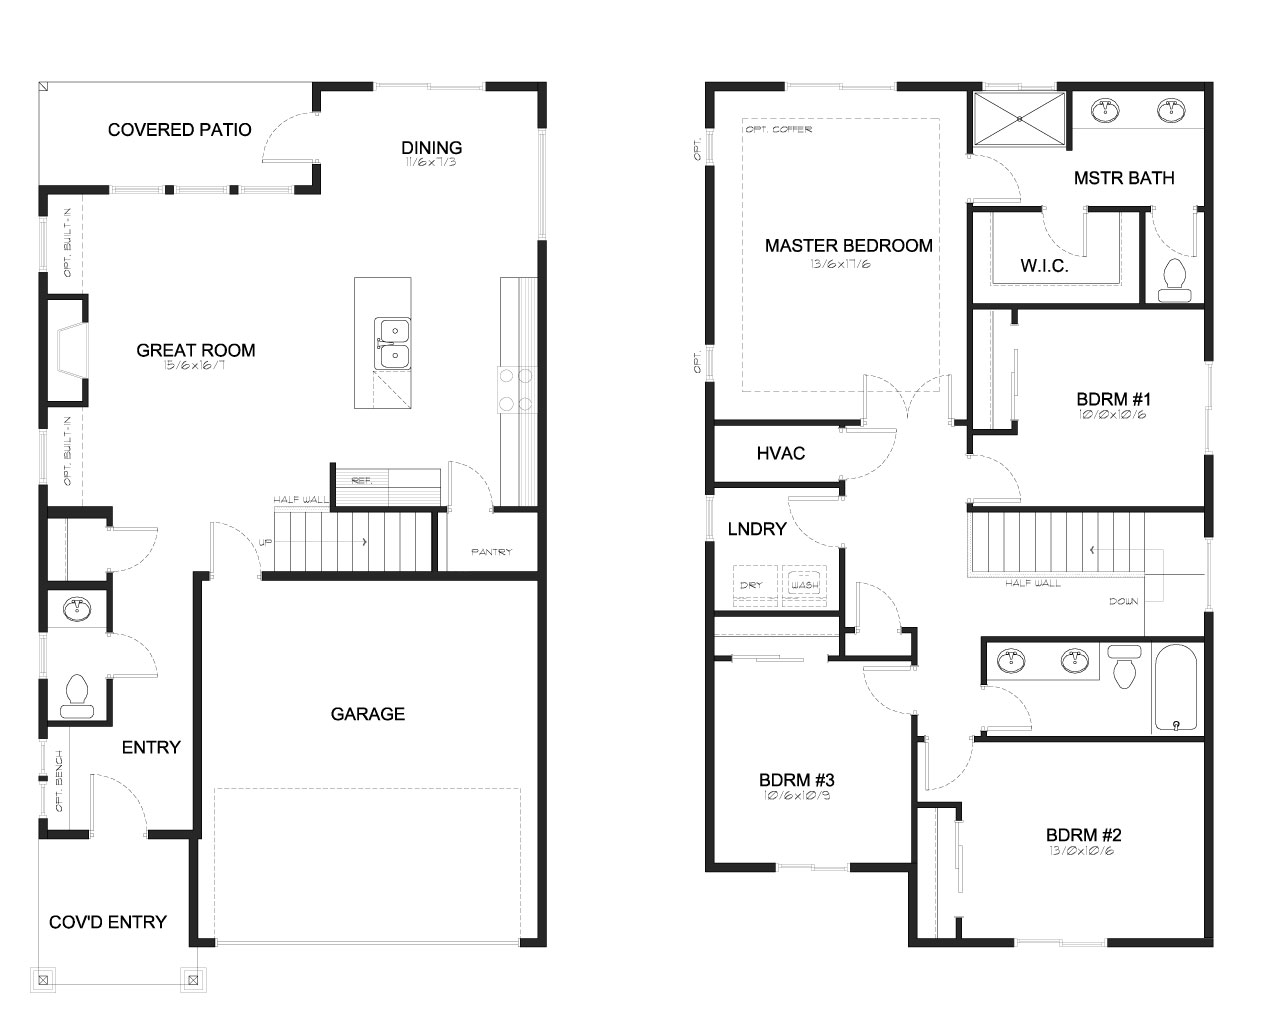 COVERED PATIO
DINING
11/6x7/3
OPT. BUILT-IN
GREAT ROOM
15/6x16/7
OPT. BUILT-IN
REF.
HALF WALL
UP
PANTRY
GARAGE
ENTRY
OPT. BENCH
COV'D ENTRY
OPT. COFFER
OPT.
MSTR BATH
MASTER BEDROOM
13/6x17/6
W.I.C.
OPT.
BDRM #1
10/0x10/6
HVAC
LNDRY
DRY
WASH
HALF WALL
DOWN
BDRM #3
10/6x10/9
BDRM #2
13/0x10/6